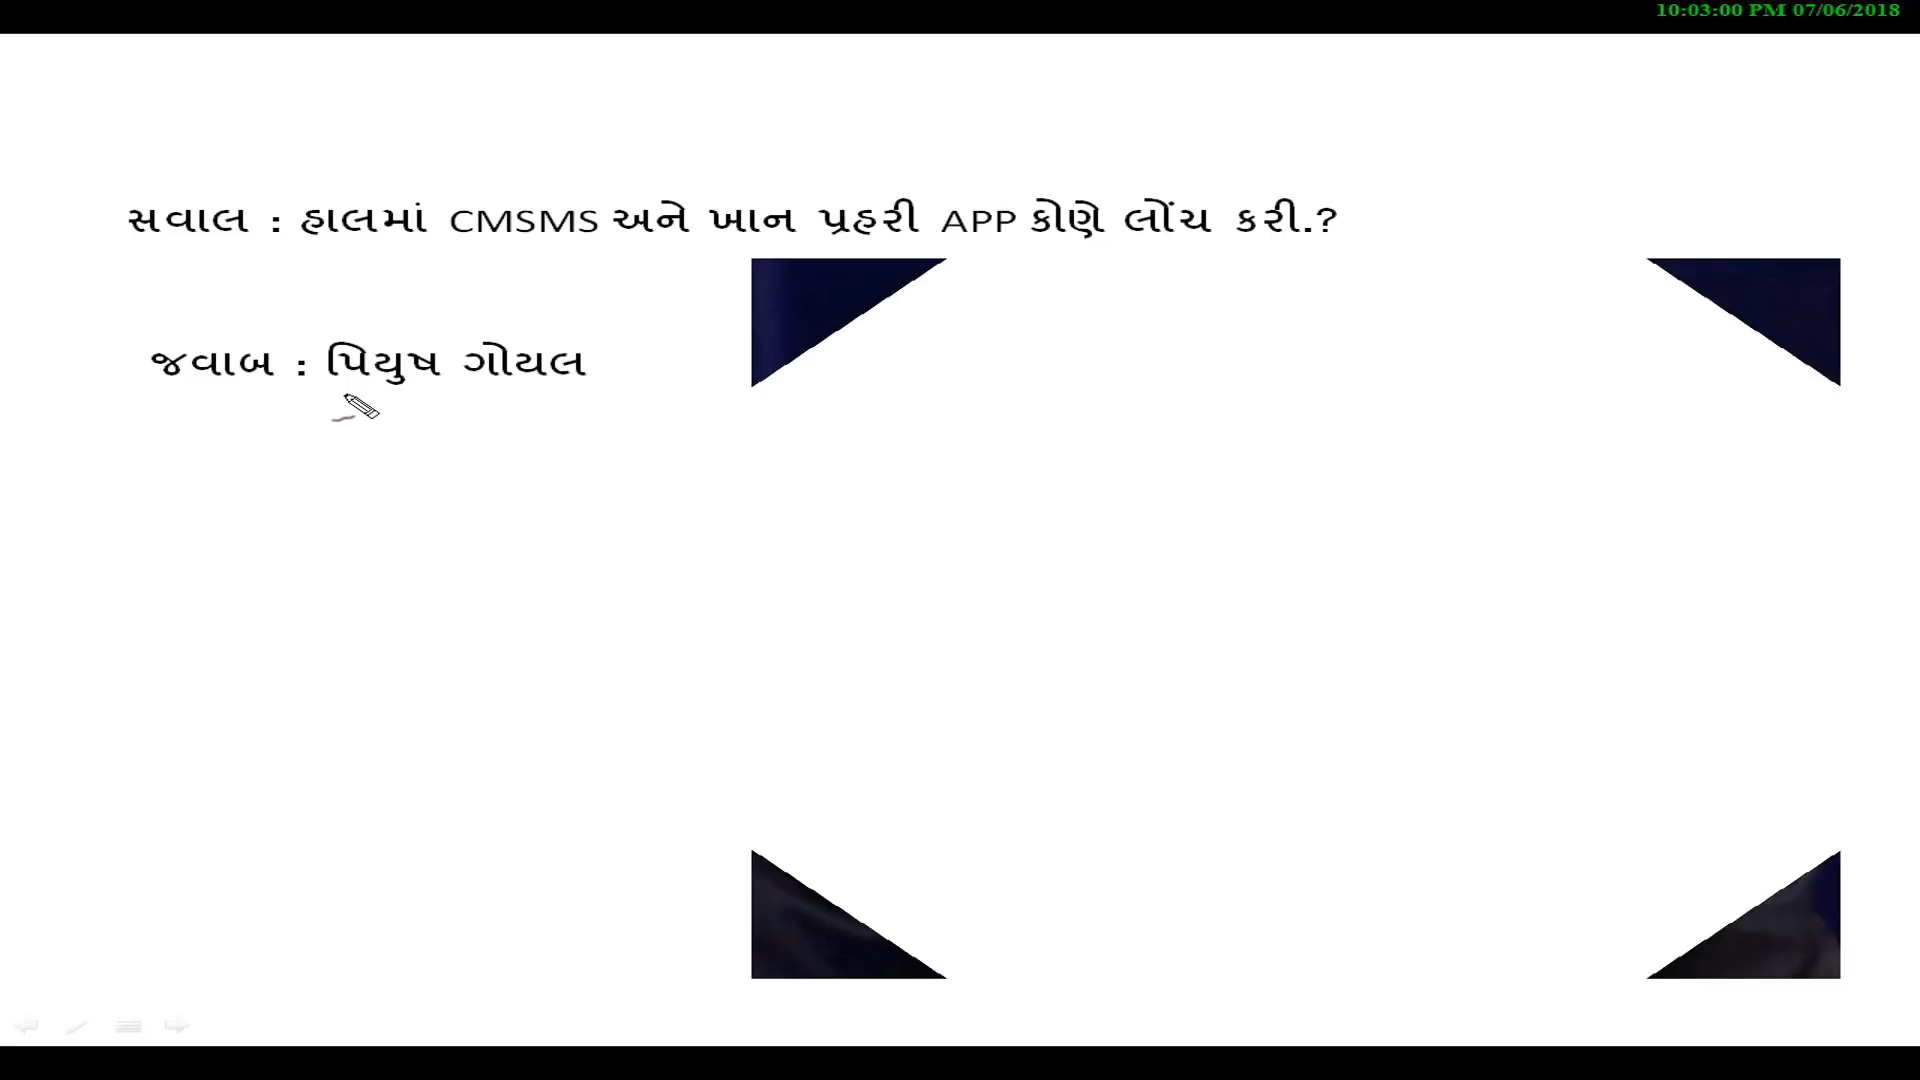 10:03:00 PM 07/06/2018
સવાલ : હાલમાં CMSMS અને ખાન પ્રહરી APP કોણે લોંચ કરી.?
જવાબ : પિયુષ ગોયલ